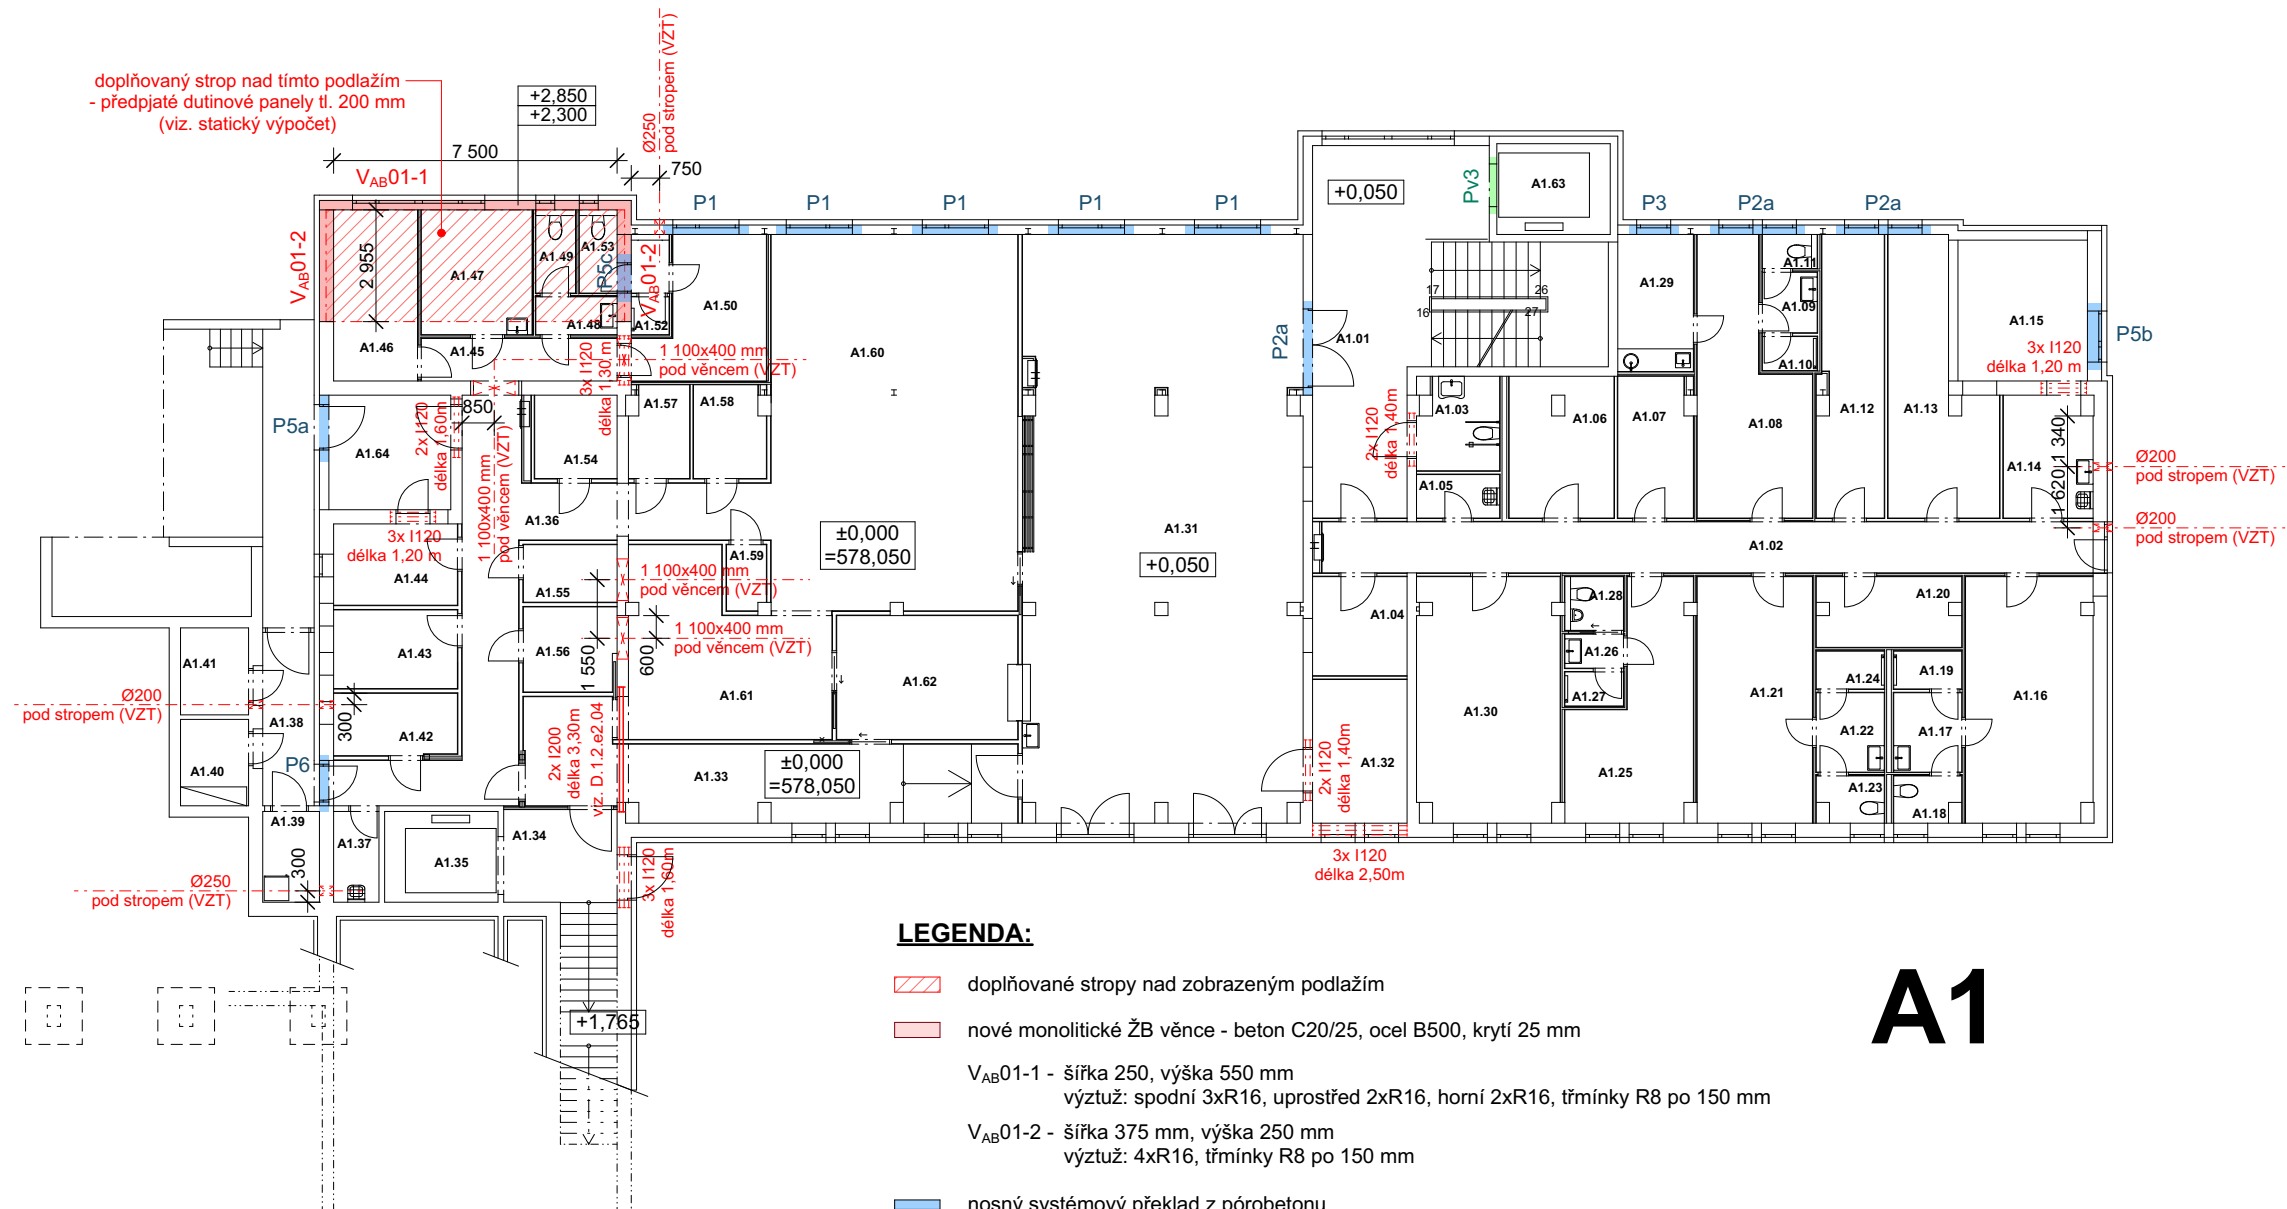 doplňovaný strop nad tímto podlažím
- předpjaté dutinové panely tl. 200 mm
(viz. statický výpočet)
+2,850
+2,300
7 500
750
Ø250
pod stropem (VZT)
VAB01-1
VAB01-2
VAB01-2
2 955
P1
P1
P1
P1
P1
+0,050
Pv3
A1.63
P3
P2a
P2a
A1.47
A1.49
A1.53
P5c
A1.48
A1.52
A1.46
A1.45
A1.50
A1.60
P2a
A1.01
17
16
26
27
A1.29
A1.11
A1.09
A1.10
A1.15
P5b
3x I120
délka 1,20 m
3x I120
délka 1,30 m
1 100x400 mm
pod věncem (VZT)
850
P5a
A1.64
2x I120
délka 1,60m
1 100x400 mm
pod věncem (VZT)
A1.54
A1.57
A1.58
2x I120
délka 1,40m
A1.03
A1.05
A1.06
A1.07
A1.08
A1.12
A1.13
A1.14
1 340
1 620
Ø200
pod stropem (VZT)
Ø200
pod stropem (VZT)
A1.36
3x I120
délka 1,20 m
A1.44
A1.55
A1.59
1 100x400 mm
pod věncem (VZT)
±0,000
=578,050
A1.31
+0,050
A1.02
A1.43
A1.56
1 550
600
1 100x400 mm
pod věncem (VZT)
A1.04
A1.28
A1.26
A1.27
A1.20
A1.41
Ø200
pod stropem (VZT)
A1.38
300
A1.42
A1.61
A1.62
A1.30
A1.21
A1.24
A1.19
A1.16
A1.22
A1.17
A1.40
P6
2x I200
délka 3,30m
viz. D.1.2.e2.04
A1.33
±0,000
=578,050
2x I120
délka 1,40m
A1.32
A1.25
A1.23
A1.18
A1.39
A1.37
A1.35
A1.34
300
Ø250
pod stropem (VZT)
3x I120
délka 1,60m
3x I120
délka 2,50m
+1,765
LEGENDA:
doplňované stropy nad zobrazeným podlažím
nové monolitické ŽB věnce - beton C20/25, ocel B500, krytí 25 mm
VAB01-1 - šířka 250, výška 550 mm
výztuž: spodní 3xR16, uprostřed 2xR16, horní 2xR16, třmínky R8 po 150 mm
VAB01-2 - šířka 375 mm, výška 250 mm
výztuž: 4xR16, třmínky R8 po 150 mm
nosný systémový překlad z pórobetonu
A1